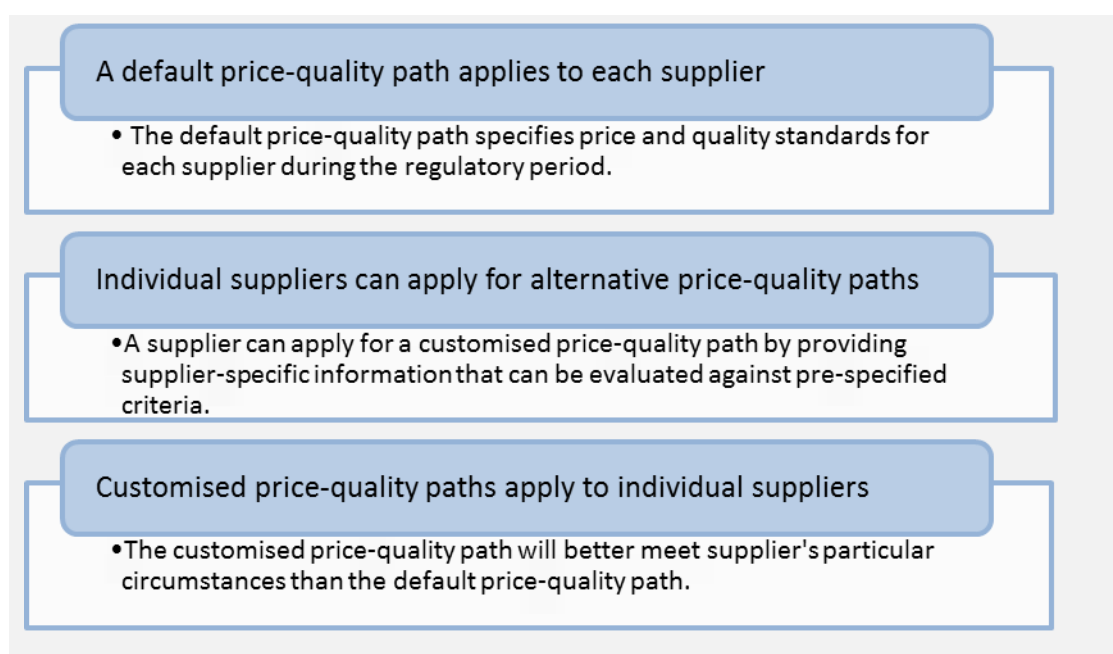 A default price-quality path applies to each supplier
• The default price-quality path specifies price and quality standards for
each supplier during the regulatory period.
Individual suppliers can apply for alternative price-quality paths
•A supplier can apply for a customised price-quality path by providing
supplier-specific information that can be evaluated against pre-specified
criteria.
Customised price-quality paths apply to individual suppliers
•The customised price-quality path will better meet supplier's particular
circumstances than the default price-quality path.